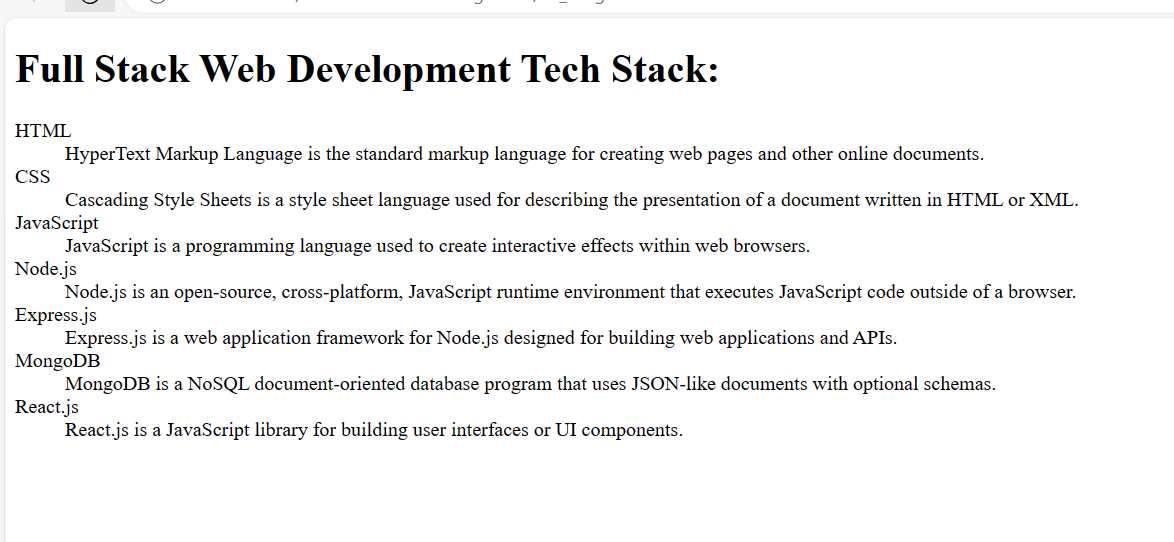 Full Stack Web Development Tech Stack:
HTML
HyperText Markup Language is the standard markup language for creating web pages and other online documents.
CSS
Cascading Style Sheets is a style sheet language used for describing the presentation of a document written in HTML or XML.
JavaScript
JavaScript is a programming language used to create interactive effects within web browsers.
Node.js
Node.js is an open-source, cross-platform, JavaScript runtime environment that executes JavaScript code outside of a browser.
Express.js
Express.js is a web application framework for Node.js designed for building web applications and APIs.
MongoDB
MongoDB is a NoSQL document-oriented database program that uses JSON-like documents with optional schemas.
React.js
React.js is a JavaScript library for building user interfaces or UI components.